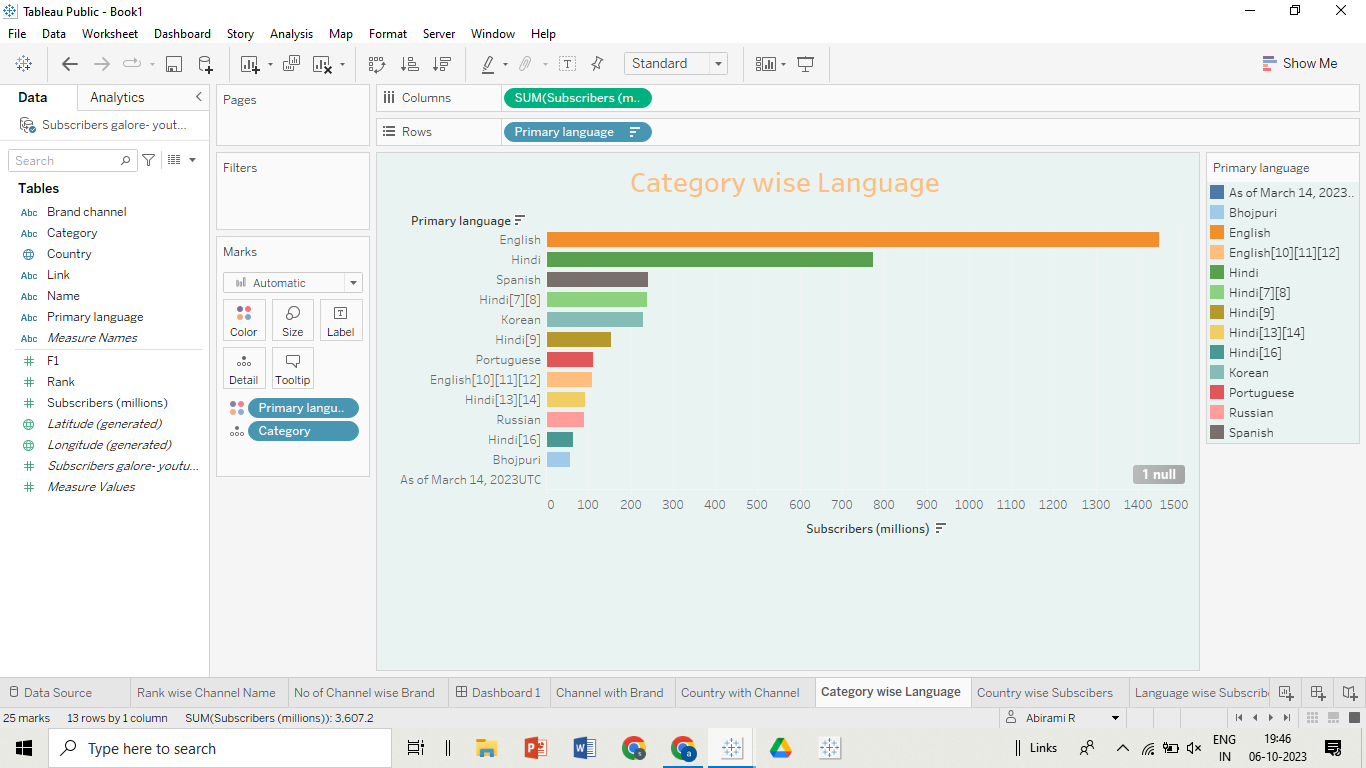 Tableau Public - Book1
File Data Worksheet Dashboard Story Analysis Map Format Server Window Help
Standard
Show Me
Data Analytics
Subscribers galore- yout...
Search
Tables
Abc Brand channel
Abc Category
Country
Abc Link
Abc Name
Abc Primary language
Abc Measure Names
F1
Rank
Subscribers (millions)
Latitude (generated)
Longitude (generated)
Subscribers galore- youtu...
Measure Values
Pages
Filters
Marks
Automatic
Color Size Label
Detail Tooltip
Primary langu..
Category
Columns SUM(Subscribers (m..
Rows Primary language
Category wise Language
Primary language
English
Hindi
Spanish
Hindi[7][8]
Korean
Hindi[9]
Portuguese
English[10][11][12]
Hindi[13][14]
Russian
Hindi[16]
Bhojpuri
As of March 14, 2023UTC
1 null
0 100 200 300 400 500 600 700 800 900 1000 1100 1200 1300 1400 1500
Subscribers (millions)
Primary language
As of March 14, 2023..
Bhojpuri
English
English[10][11][12]
Hindi
Hindi[7][8]
Hindi[9]
Hindi[13][14]
Hindi[16]
Korean
Portuguese
Russian
Spanish
Data Source Rank wise Channel Name No of Channel wise Brand Dashboard 1 Channel with Brand Country with Channel Category wise Language Country wise Subscibers Language wise Subscribe
25 marks 13 rows by 1 column SUM(Subscribers (millions)): 3,607.2 Abirami R
Type here to search
Links
ENG
IN
19:46
06-10-2023